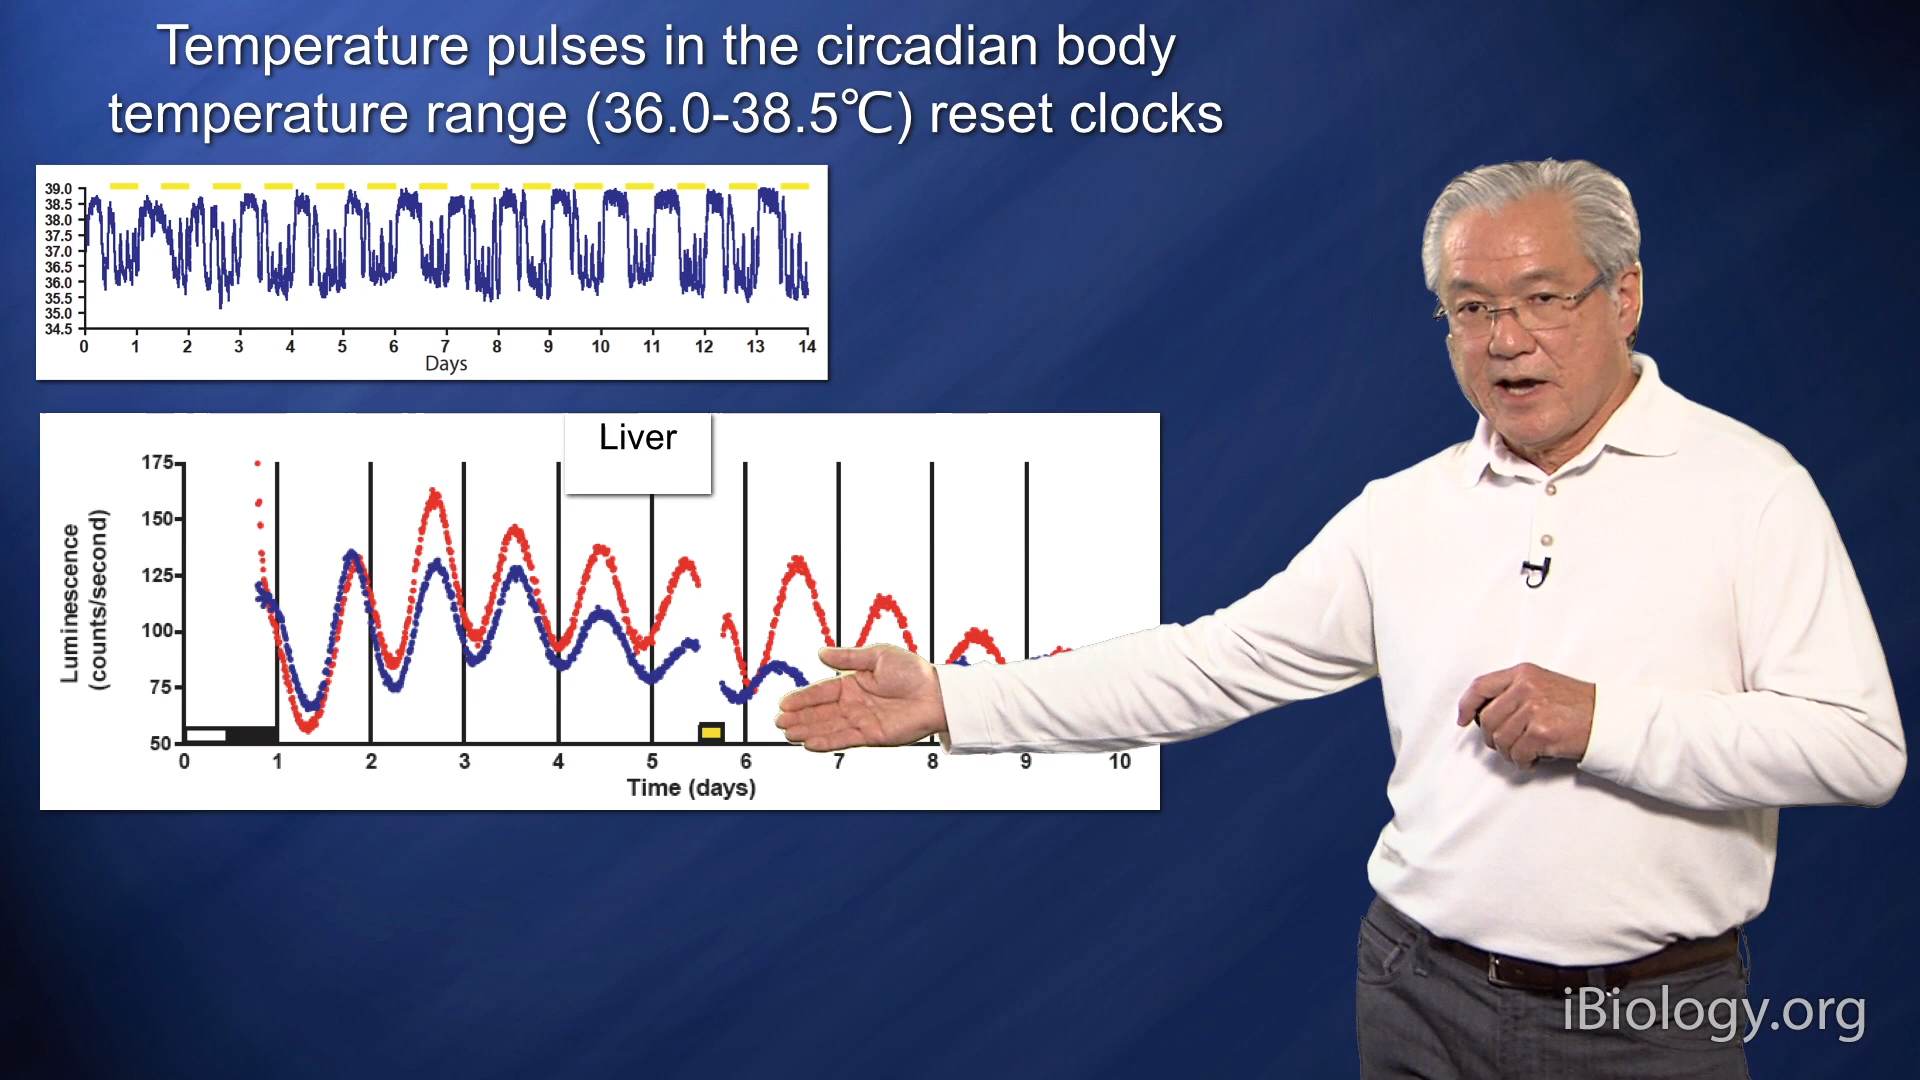 Temperature pulses in the circadian body
temperature range (36.0-38.5℃) reset clocks
39.0
38.5
38.0
37.5
37.0
36.5
36.0
35.5
35.0
34.5
0 1 2 3 4 5 6 7 8 9 10 11 12 13 14
Days
Liver
Luminescence
(counts/second)
175
150
125
100
75
50
0 1 2 3 4 5 6 7 8 9 10
Time (days)
iBiology.org